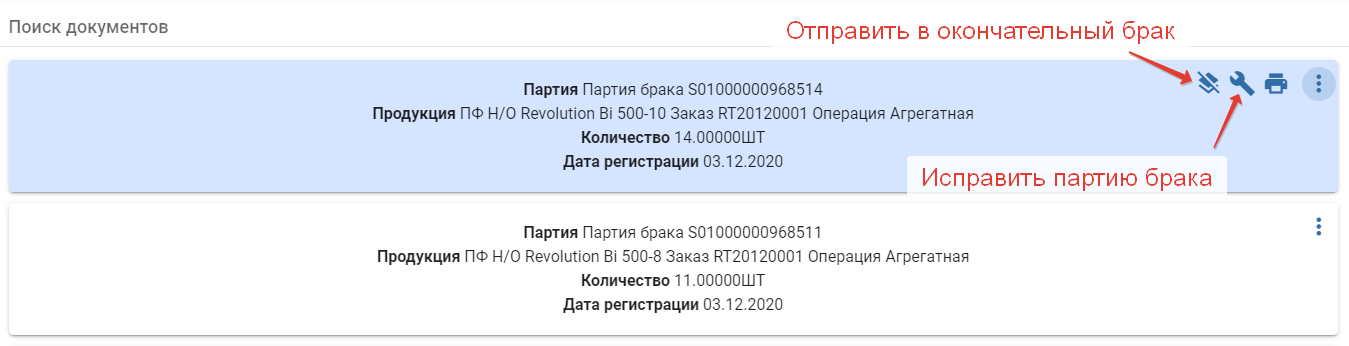 Поиск документов
Отправить в окончательный брак
Партия Партия брака S01000000968514
Продукция ПФ Н/О Revolution Bi 500-10 Заказ RT20120001 Операция Агрегатная
Количество 14.00000ШТ
Дата регистрации 03.12.2020
Исправить партию брака
Партия Партия брака S01000000968511
Продукция ПФ Н/О Revolution Bi 500-8 Заказ RT20120001 Операция Агрегатная
Количество 11.00000ШТ
Дата регистрации 03.12.2020